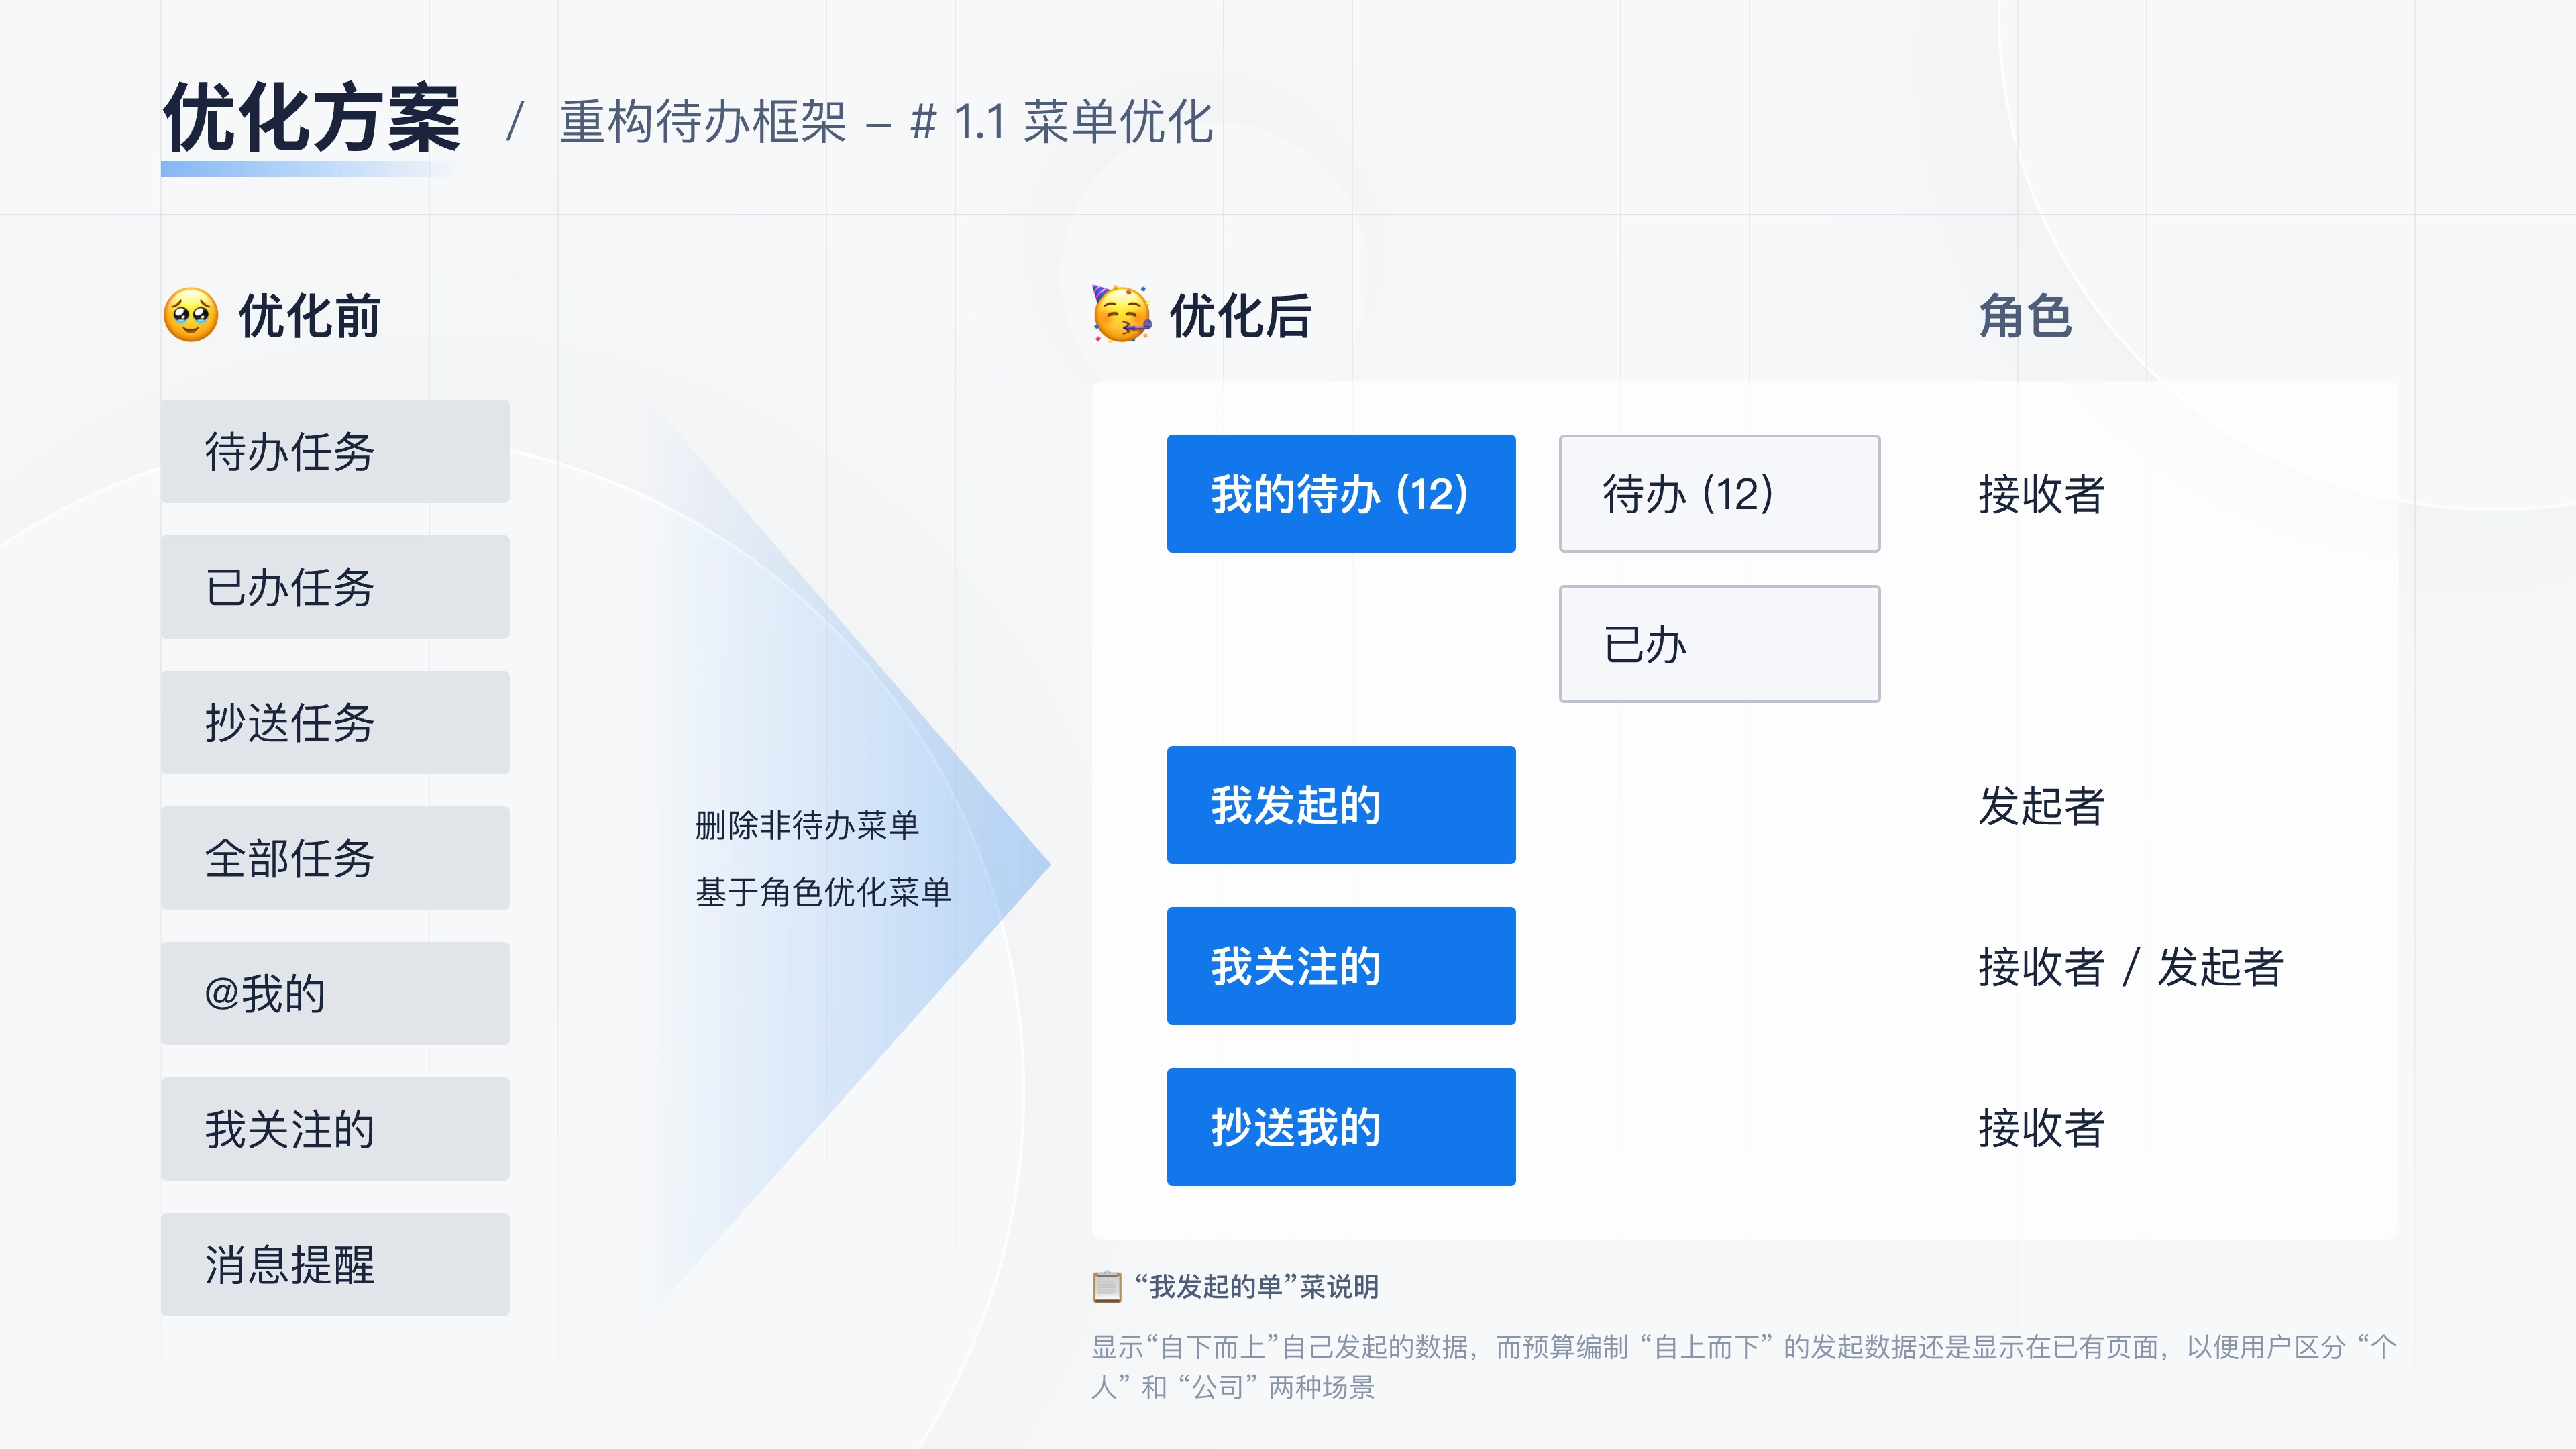 优化方案 / 重构待办框架 – # 1.1 菜单优化
优化前
待办任务
已办任务
抄送任务
全部任务
@我的
我关注的
消息提醒
删除非待办菜单
基于角色优化菜单
优化后
角色
我的待办 (12)
待办 (12)
接收者
已办
我发起的
发起者
我关注的
接收者 / 发起者
抄送我的
接收者
“我发起的单”菜说明
显示“自下而上”自己发起的数据，而预算编制 “自上而下” 的发起数据还是显示在已有页面，以便用户区分 “个
人” 和 “公司” 两种场景